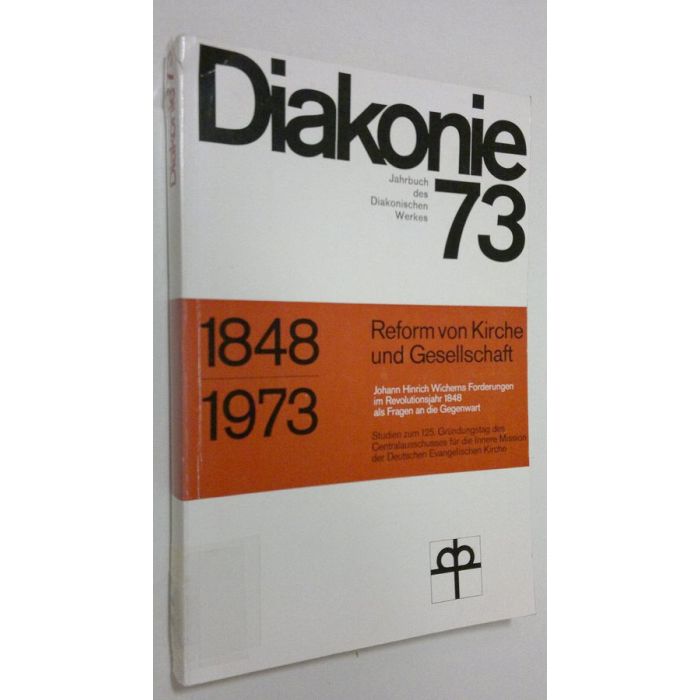 Diakonie
Jahrbuch
des
Diakonischen
Werkes
73
1848
1973
Reform von Kirche
und Gesellschaft
Johann Hinrich Wicherns Forderungen
im Revolutionsjahr 1848
als Fragen an die Gegenwart
Studien zum 125. Gründungstag des
Centralausschusses für die Innere Mission
der Deutschen Evangelischen Kirche
Diakonie